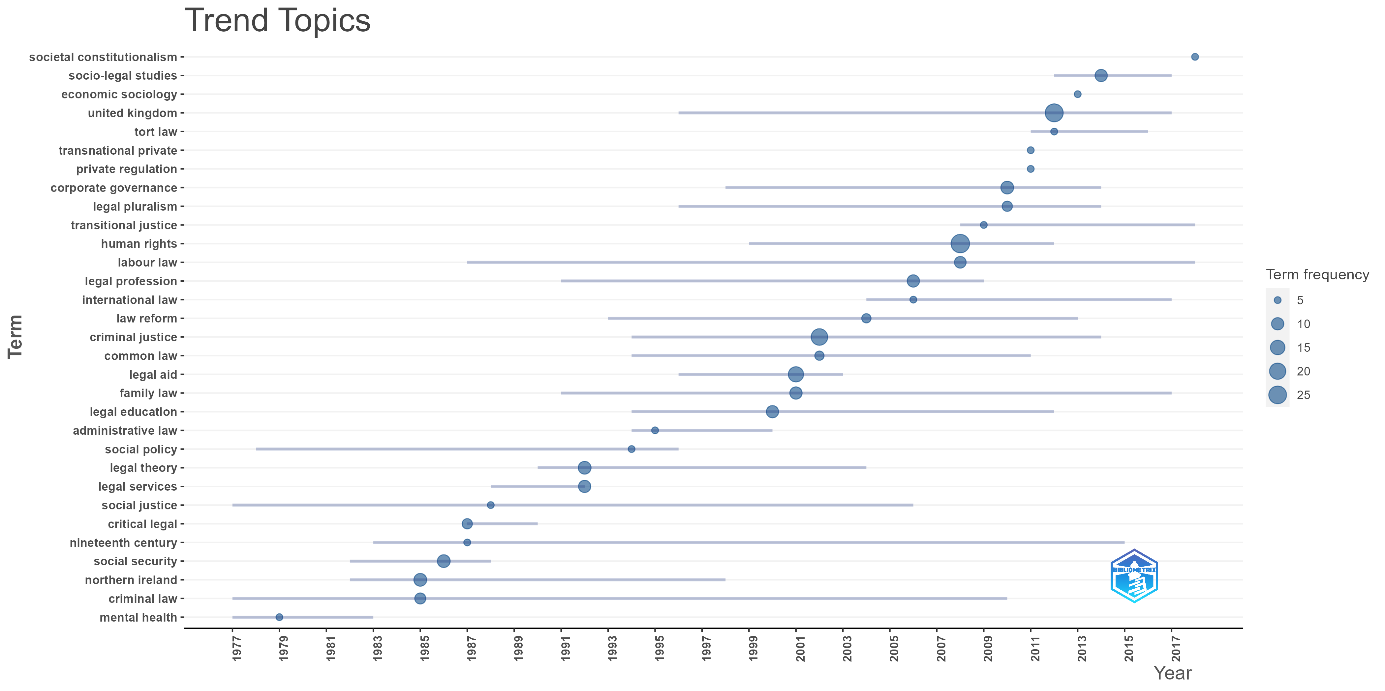 Trend Topics
societal constitutionalism
socio-legal studies
economic sociology
united kingdom
tort law
transnational private
private regulation
corporate governance
legal pluralism
transitional justice
human rights
labour law
legal profession
international law
law reform
criminal justice
common law
legal aid
family law
legal education
administrative law
social policy
legal theory
legal services
social justice
critical legal
nineteenth century
social security
northern ireland
criminal law
mental health
Term
1977
1979
1981
1983
1985
1987
1989
1991
1993
1995
1997
1999
2001
2003
2005
2007
2009
2011
2013
2015
2017
Year
Term frequency
5
10
15
20
25
BIBLIOMETRIX